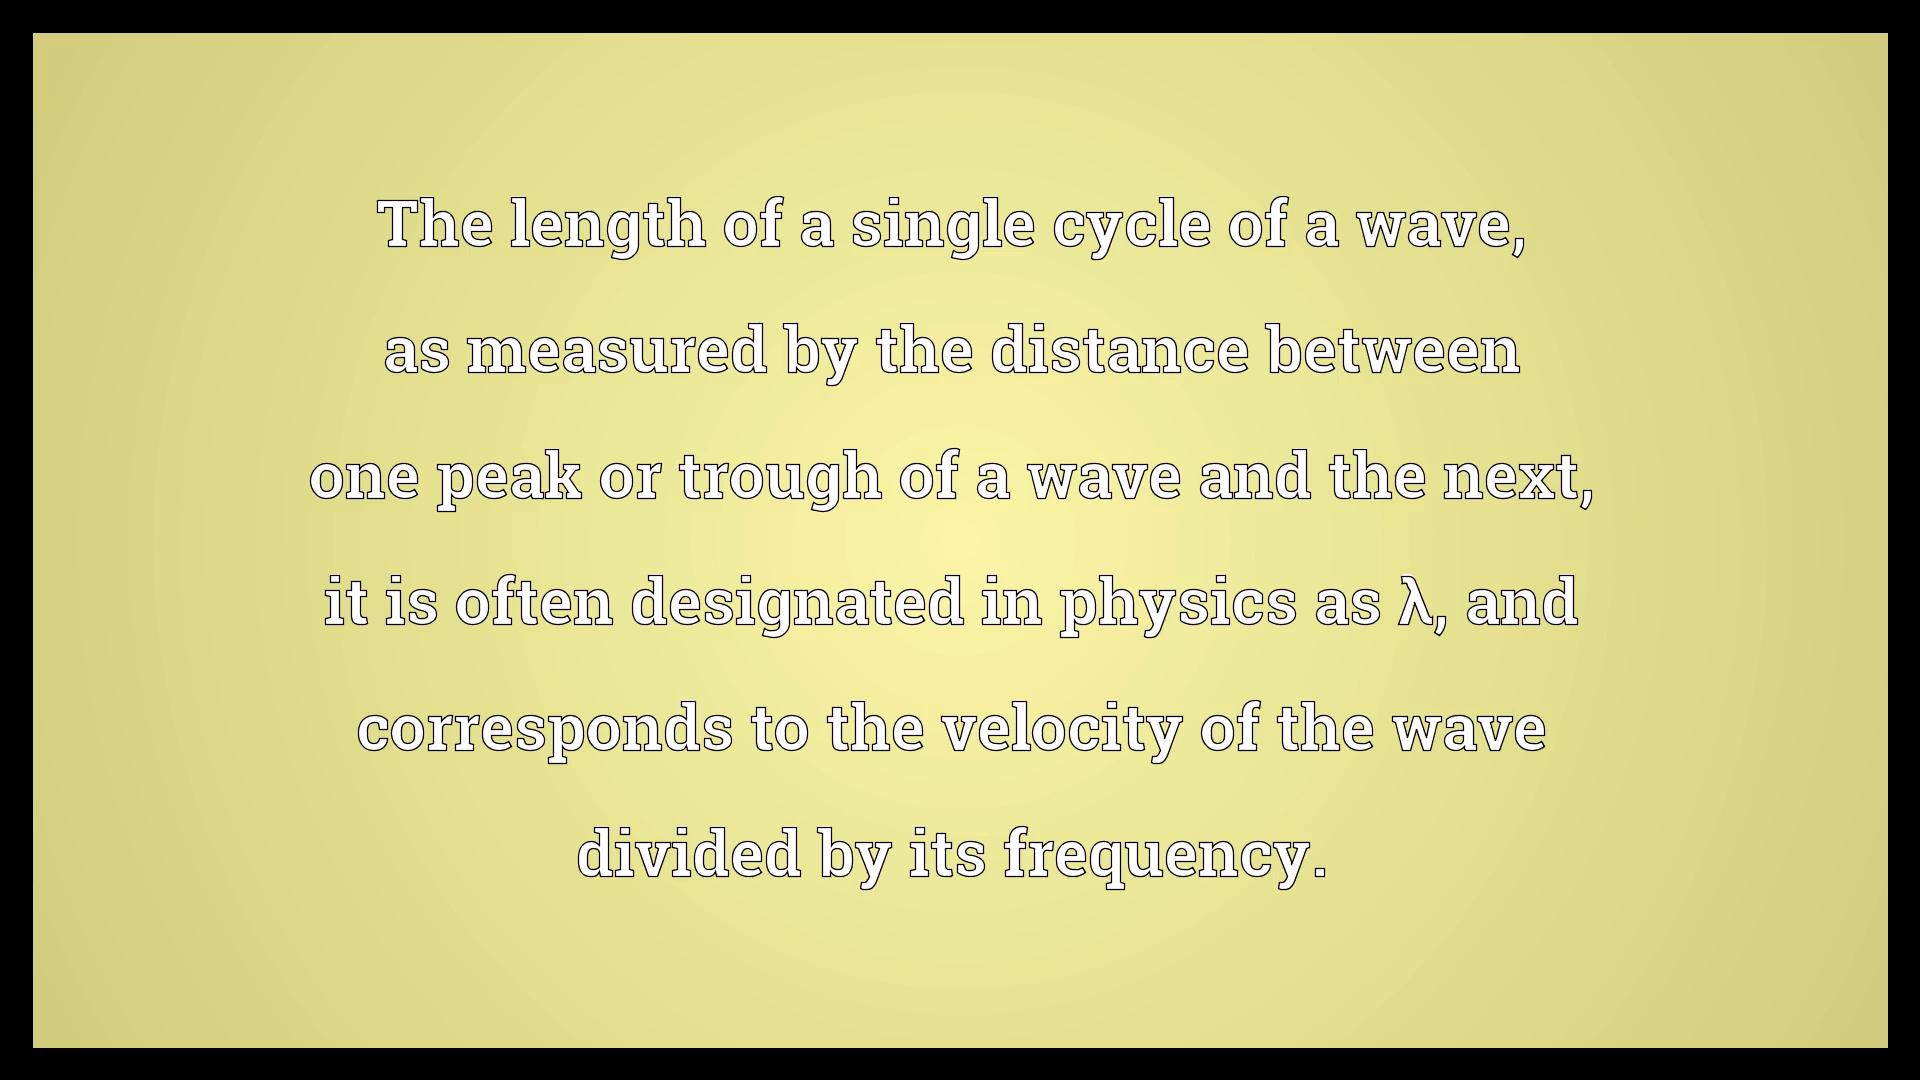 The length of a single cycle of a wave,
as measured by the distance between
one peak or trough of a wave and the next,
it is often designated in physics as λ, and
corresponds to the velocity of the wave
divided by its frequency.